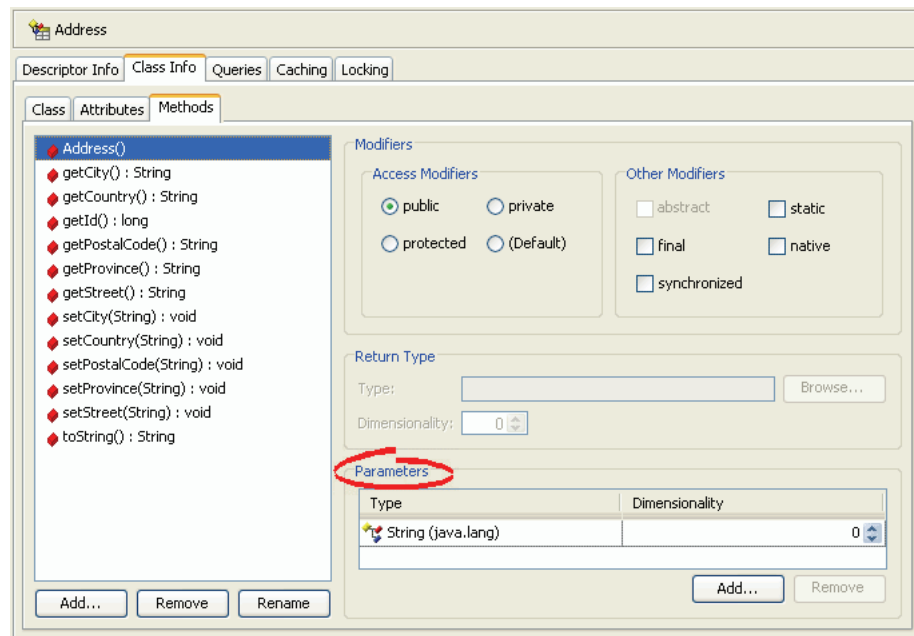 Address
Descriptor Info Class Info Queries Caching Locking
Class Attributes Methods
Address()
getCity() : String
getCountry() : String
getId() : long
getPostalCode() : String
getProvince() : String
getStreet() : String
setCity(String) : void
setCountry(String) : void
setPostalCode(String) : void
setProvince(String) : void
setStreet(String) : void
toString() : String
Add... Remove Rename
Modifiers
Access Modifiers
public private
protected (Default)
Other Modifiers
abstract static
final native
synchronized
Return Type
Type: Browse...
Dimensionality: 0
Parameters
Type Dimensionality
String (java.lang) 0
Add... Remove